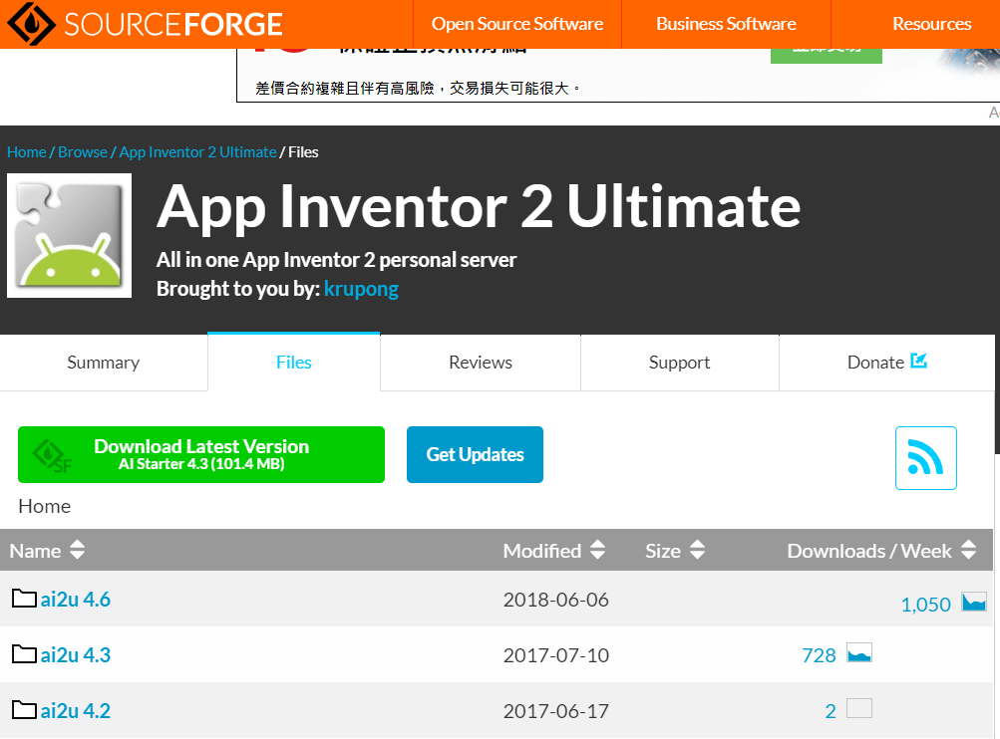 SOURCEFORGE
Open Source Software
Business Software
Resources
差價合約複雜且伴有高風險，交易損失可能很大。
Home / Browse / App Inventor 2 Ultimate / Files
App Inventor 2 Ultimate
All in one App Inventor 2 personal server
Brought to you by: krupong
Summary
Files
Reviews
Support
Donate
Download Latest Version
AI Starter 4.3 (101.4 MB)
SF
Get Updates
Home
Name Modified Size Downloads / Week
ai2u 4.6 2018-06-06 1,050
ai2u 4.3 2017-07-10 728
ai2u 4.2 2017-06-17 2